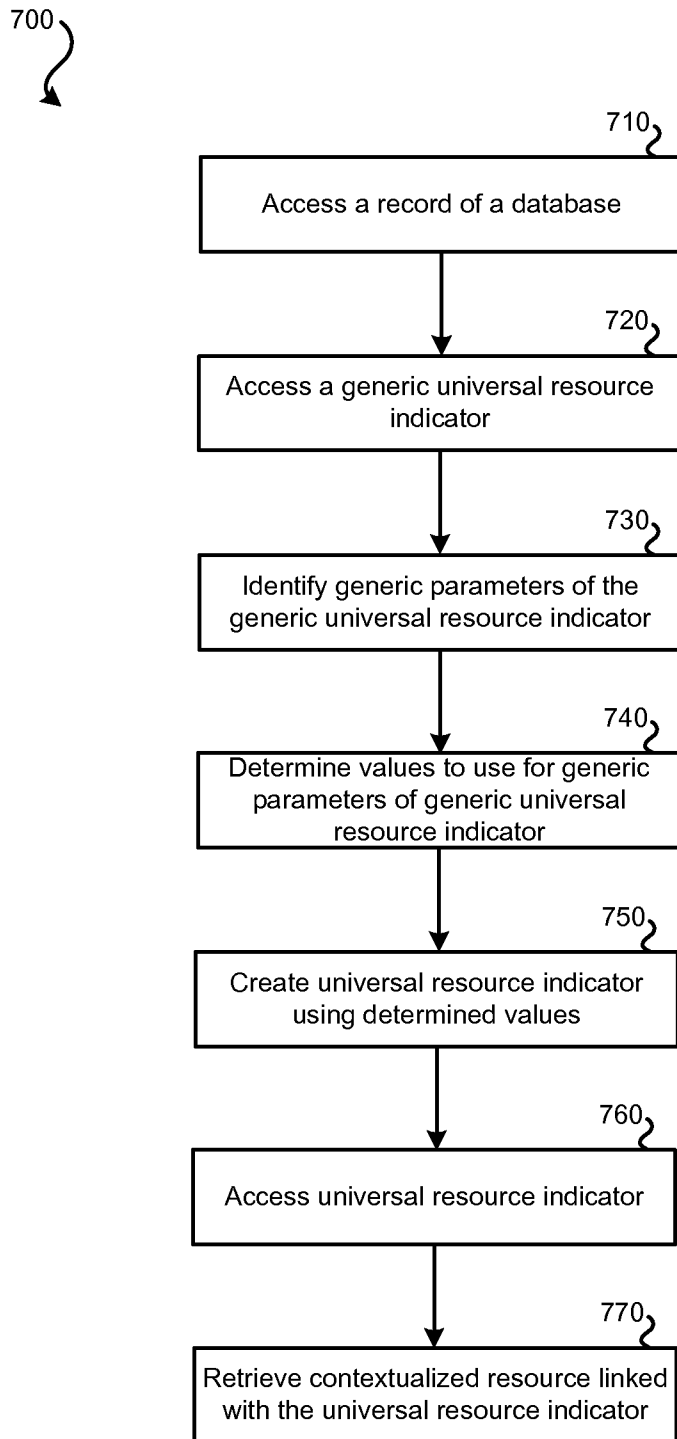 700
710
Access a record of a database
720
Access a generic universal resource
indicator
730
Identify generic parameters of the
generic universal resource indicator
740
Determine values to use for generic
parameters of generic universal
resource indicator
750
Create universal resource indicator
using determined values
760
Access universal resource indicator
770
Retrieve contextualized resource linked
with the universal resource indicator